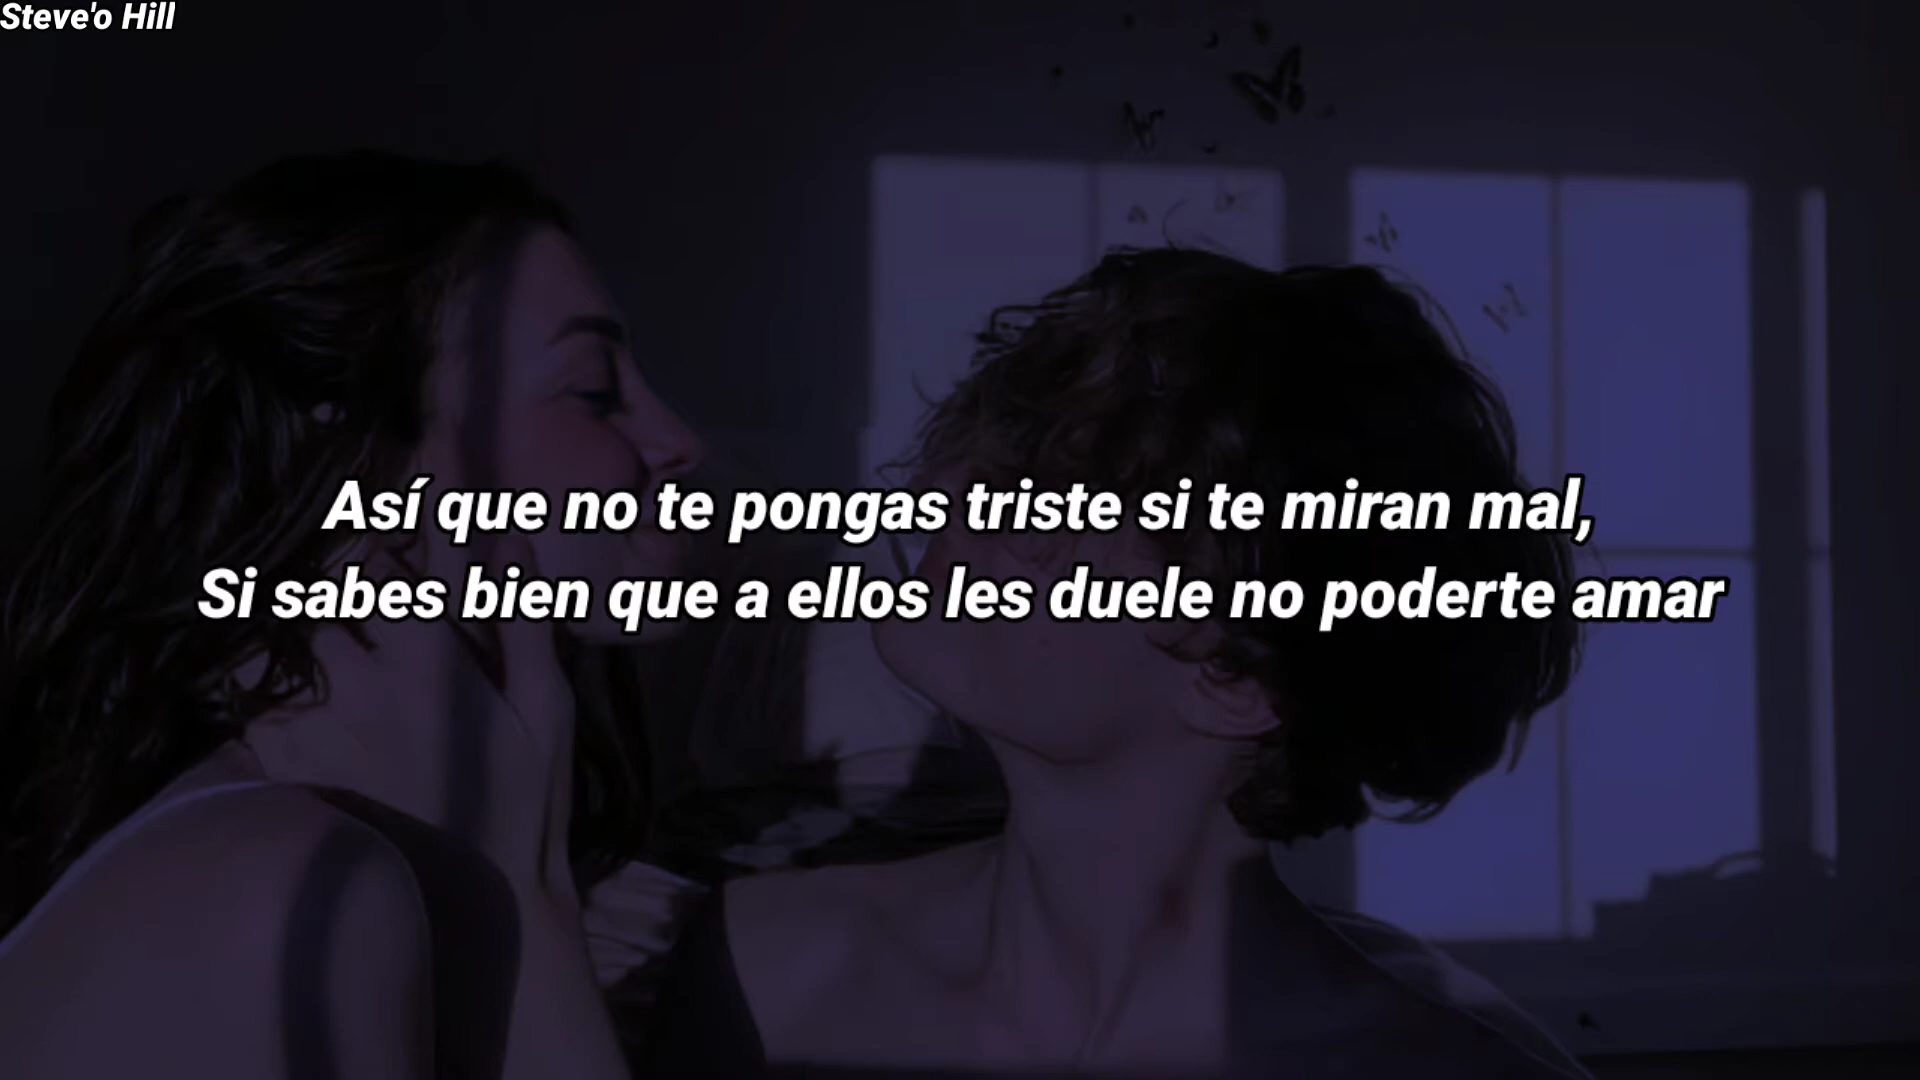 Steve'o Hill
Así que no te pongas triste si te miran mal,
Si sabes bien que a ellos les duele no poderte amar